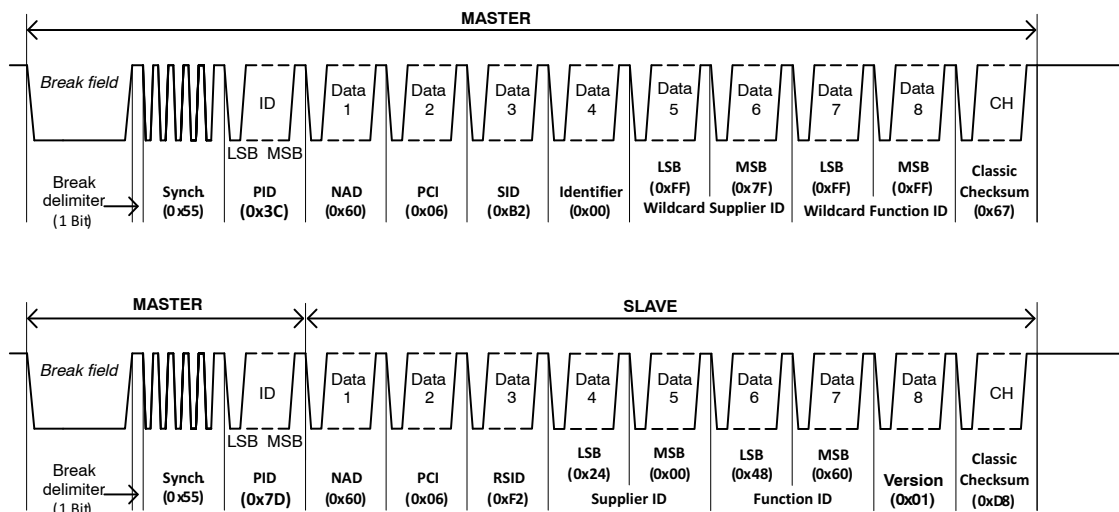 MASTER
Break field
ID
Data 1
Data 2
Data 3
Data 4
Data 5
Data 6
Data 7
Data 8
CH
LSB MSB
Break delimiter (1 Bit)
Synch. (0x55)
PID (0x3C)
NAD (0x60)
PCI (0x06)
SID (0xB2)
Identifier (0x00)
LSB (0xFF)
MSB (0x7F)
Wildcard Supplier ID
LSB (0xFF)
MSB (0xFF)
Wildcard Function ID
Classic Checksum (0x67)
MASTER
SLAVE
Break field
ID
Data 1
Data 2
Data 3
Data 4
Data 5
Data 6
Data 7
Data 8
CH
LSB MSB
Break delimiter (1 Bit)
Synch. (0x55)
PID (0x7D)
NAD (0x60)
PCI (0x06)
RSID (0xF2)
LSB (0x24)
MSB (0x00)
Supplier ID
LSB (0x48)
MSB (0x60)
Function ID
Version (0x01)
Classic Checksum (0xD8)